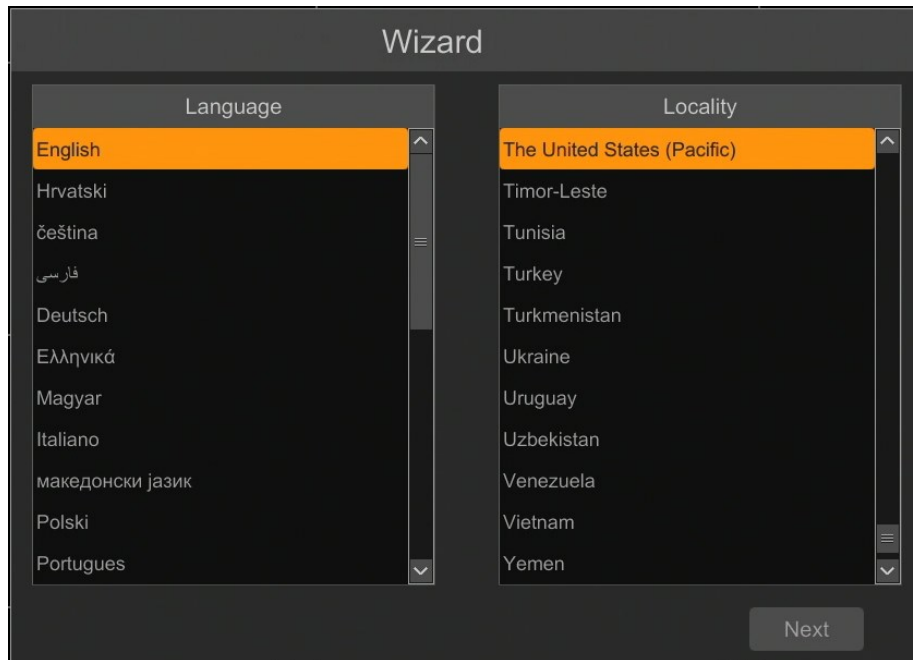 Wizard
Language
English
Hrvatski
čeština
فارسی
Deutsch
Ελληνικά
Magyar
Italiano
македонски јазик
Polski
Portugues
Locality
The United States (Pacific)
Timor-Leste
Tunisia
Turkey
Turkmenistan
Ukraine
Uruguay
Uzbekistan
Venezuela
Vietnam
Yemen
Next